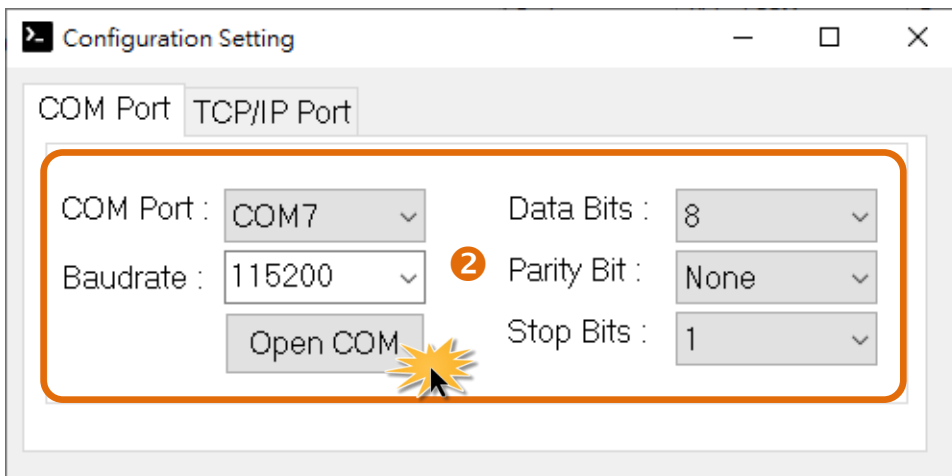 Configuration Setting
COM Port TCP/IP Port
COM Port : COM7
Baudrate : 115200
Open COM
2
Data Bits : 8
Parity Bit : None
Stop Bits : 1